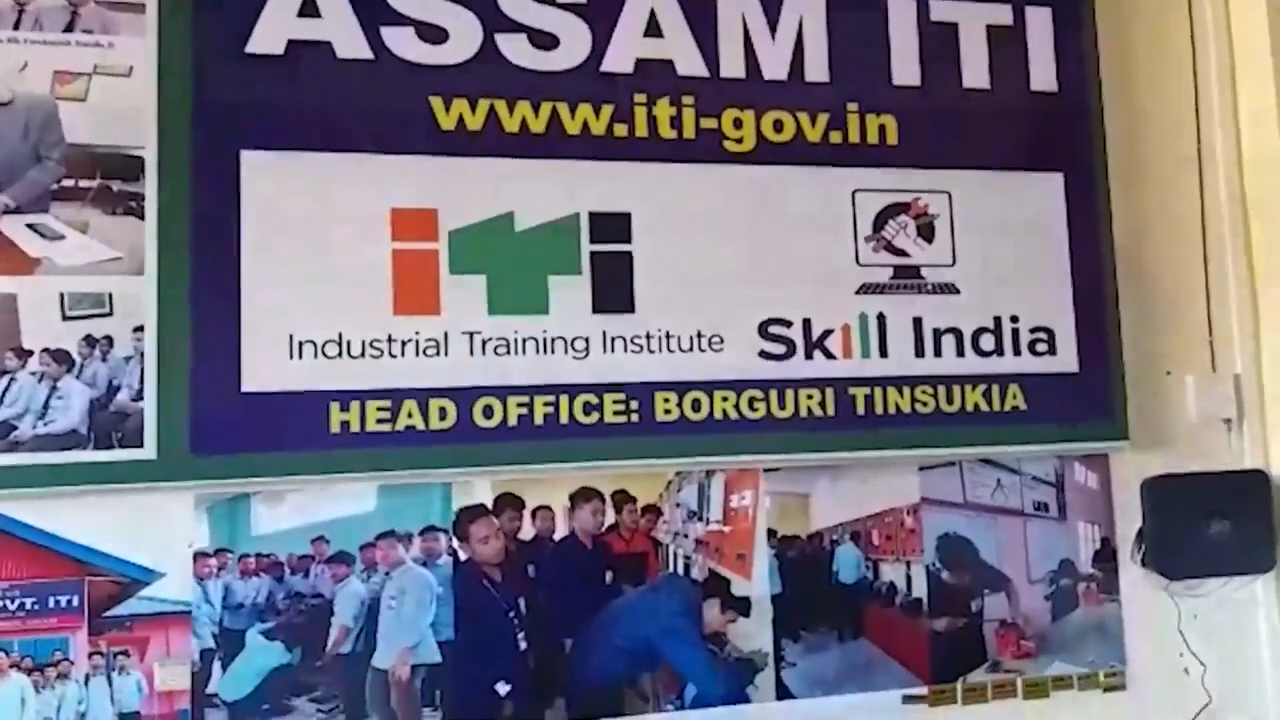 ASSAM ITI
www.iti-gov.in
iTi
Industrial Training Institute
Skill India
HEAD OFFICE: BORGURI TINSUKIA
PVT. ITI